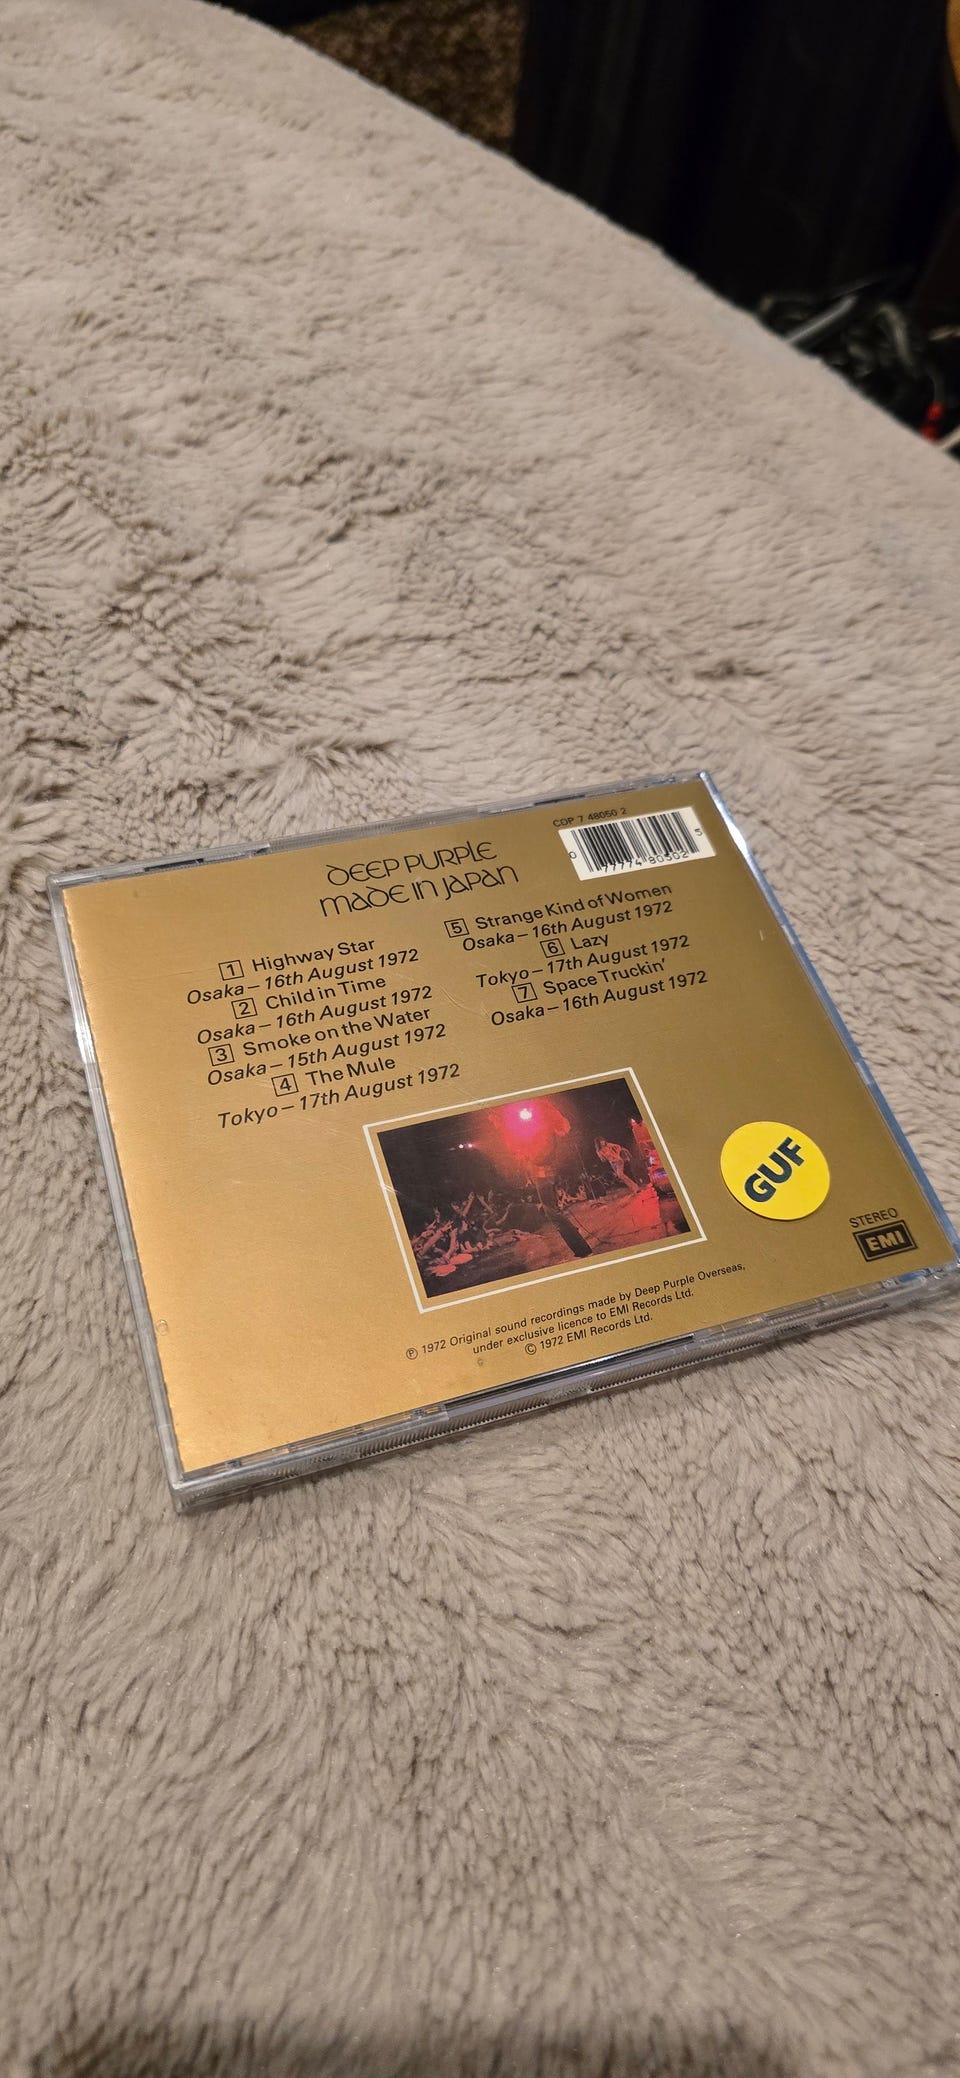 CDP 7 48050 2
0 77774 80502 3
DEEP PURPLE
MADE IN JAPAN
1 Highway Star
Osaka – 16th August 1972
2 Child in Time
Osaka – 16th August 1972
3 Smoke on the Water
Osaka – 15th August 1972
4 The Mule
Tokyo – 17th August 1972
5 Strange Kind of Women
Osaka – 16th August 1972
6 Lazy
Tokyo – 17th August 1972
7 Space Truckin'
Osaka – 16th August 1972
GUF
STEREO
EMI
℗ 1972 Original sound recordings made by Deep Purple Overseas,
under exclusive licence to EMI Records Ltd.
© 1972 EMI Records Ltd.